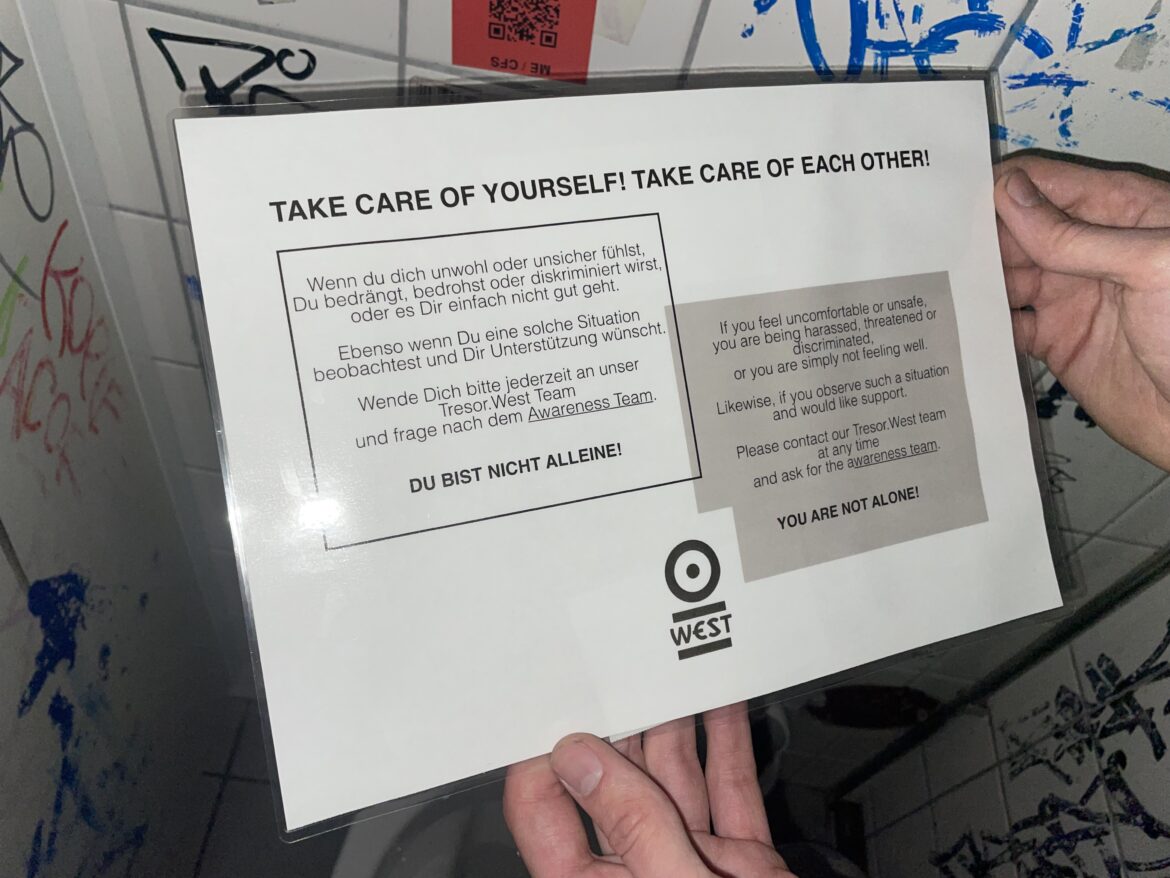 ME / CFS
TAKE CARE OF YOURSELF! TAKE CARE OF EACH OTHER!
Wenn du dich unwohl oder unsicher fühlst,
Du bedrängt, bedrohst oder diskriminiert wirst,
oder es Dir einfach nicht gut geht.
Ebenso wenn Du eine solche Situation
beobachtest und Dir Unterstützung wünscht.
Wende Dich bitte jederzeit an unser
Tresor.West Team
und frage nach dem Awareness Team.
DU BIST NICHT ALLEINE!
If you feel uncomfortable or unsafe,
you are being harassed, threatened or
discriminated,
or you are simply not feeling well.
Likewise, if you observe such a situation
and would like support.
Please contact our Tresor.West team
at any time
and ask for the awareness team.
YOU ARE NOT ALONE!
WEST